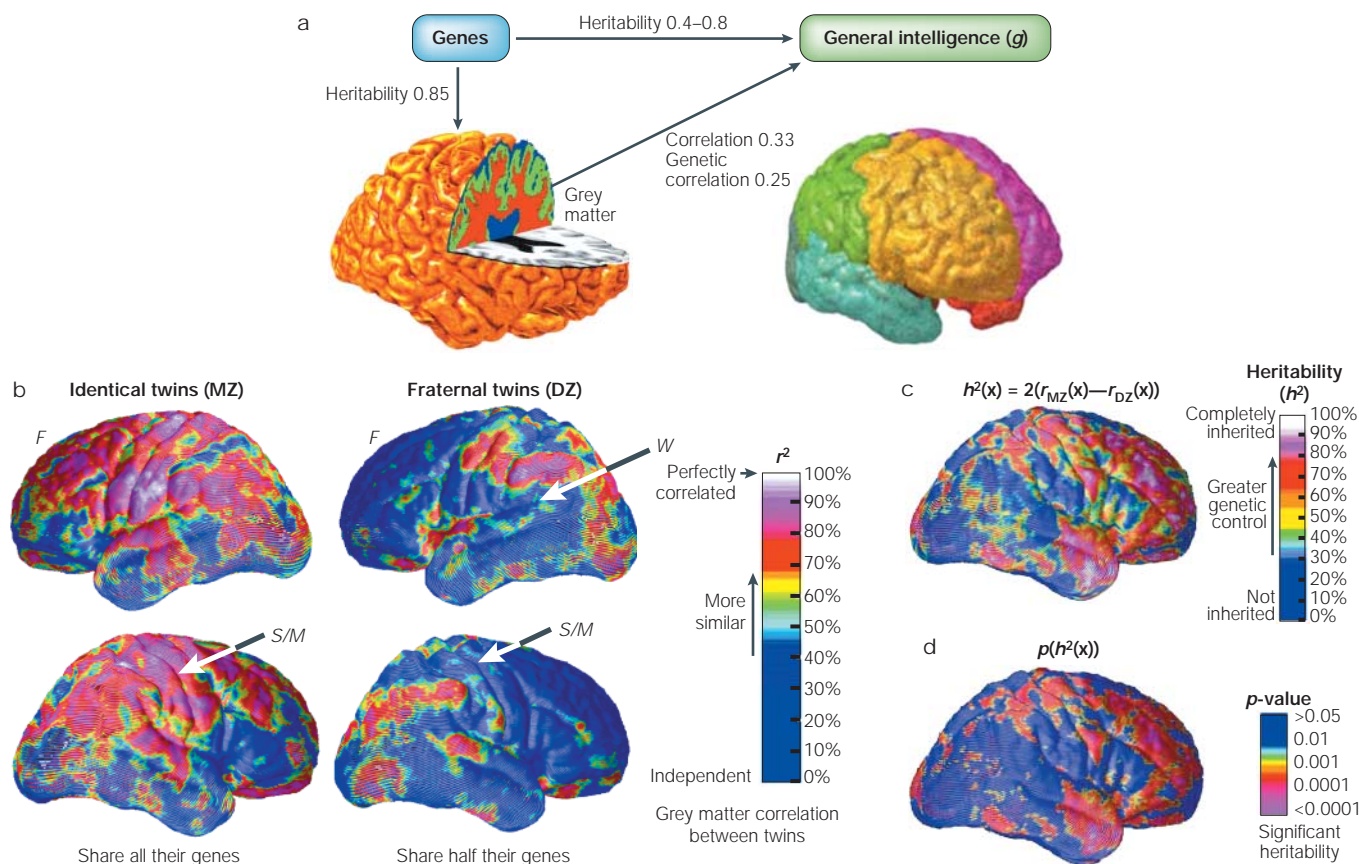 a
Genes
Heritability 0.4–0.8
General intelligence (g)
Heritability 0.85
Correlation 0.33
Genetic
correlation 0.25
Grey
matter
b
Identical twins (MZ)
Fraternal twins (DZ)
F
F
W
S/M
S/M
Share all their genes
Share half their genes
r²
Perfectly
correlated
100%
90%
80%
70%
60%
50%
40%
30%
20%
10%
0%
More
similar
Independent
Grey matter correlation
between twins
c
h²(x) = 2(rMZ(x)—rDZ(x))
Heritability
(h²)
Completely
inherited
100%
90%
80%
70%
60%
50%
40%
30%
20%
10%
0%
Greater
genetic
control
Not
inherited
d
p(h²(x))
p-value
>0.05
0.01
0.001
0.0001
<0.0001
Significant
heritability